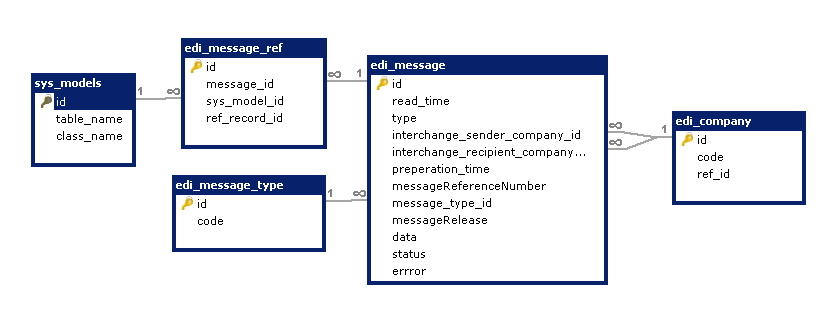 sys_models
id
table_name
class_name
1
∞
edi_message_ref
id
message_id
sys_model_id
ref_record_id
∞
1
edi_message_type
id
code
1
∞
edi_message
id
read_time
type
interchange_sender_company_id
interchange_recipient_company...
preperation_time
messageReferenceNumber
message_type_id
messageRelease
data
status
errror
∞
∞
1
edi_company
id
code
ref_id